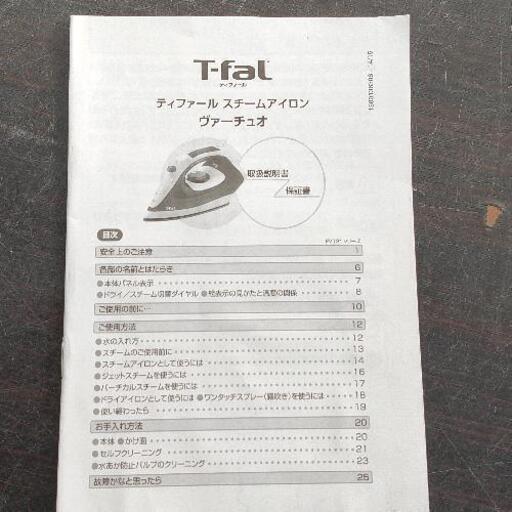 T-fal
ティファール
ティファール スチームアイロン
ヴァーチュオ
取扱説明書
保証書
T-fal
目次
安全上のご注意 1
各部の名前とはたらき 6
●本体パネル表示 7
●ドライ/スチーム切替ダイヤル ●絵表示の見かたと温度の関係 8
ご使用の前に… 10
ご使用方法 12
●水の入れ方 12
●スチームのご使用前に 13
●スチームアイロンとして使うには 14
●ジェットスチームを使うには 16
●バーチカルスチームを使うには 17
●ドライアイロンとして使うには ●ワンタッチスプレー(霧吹き)を使うには 18
●使い終わったら 19
お手入れ方法 20
●本体 ●かけ面 20
●セルフクリーニング 21
●水あか防止バルブのクリーニング 23
故障かなと思ったら 25